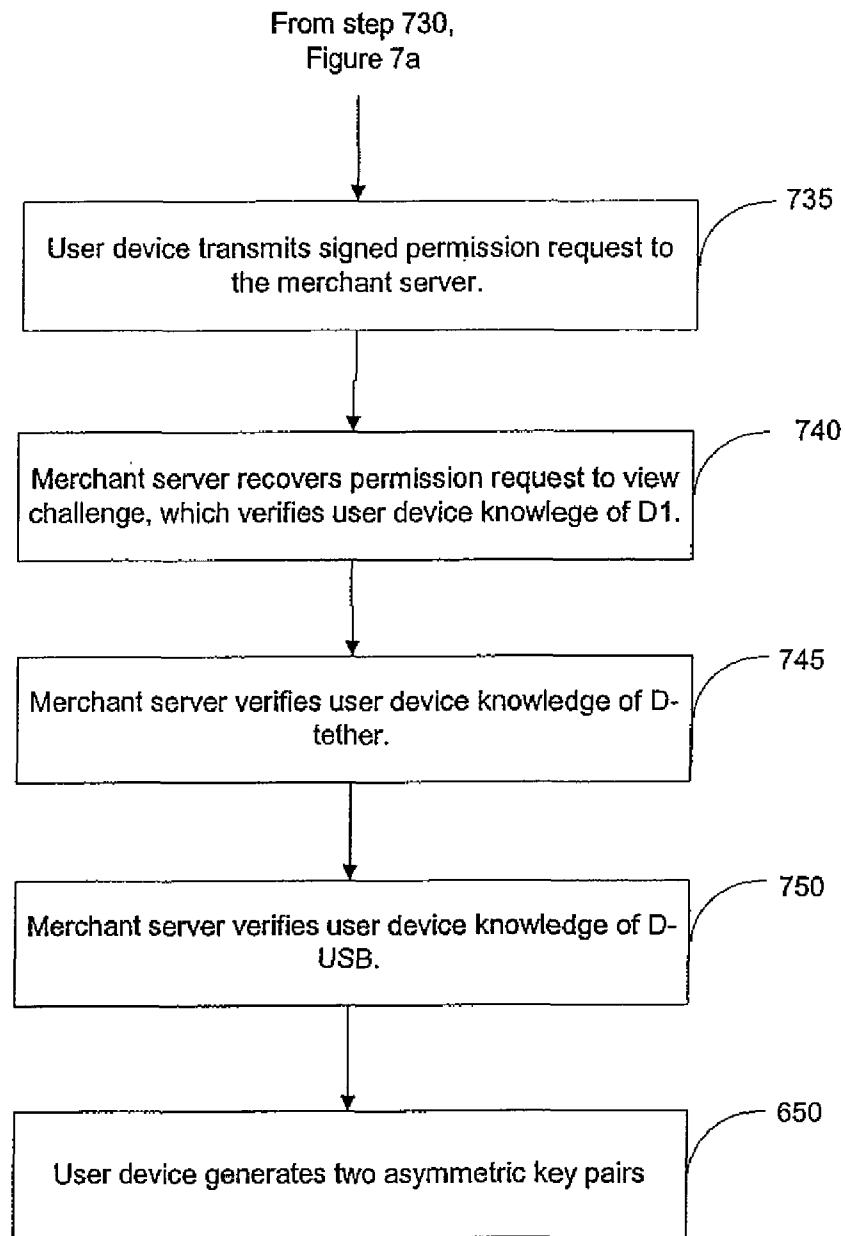 From step 730,
Figure 7a
735
User device transmits signed permission request to
the merchant server.
740
Merchant server recovers permission request to view
challenge, which verifies user device knowlege of D1.
745
Merchant server verifies user device knowledge of D-
tether.
750
Merchant server verifies user device knowledge of D-
USB.
650
User device generates two asymmetric key pairs